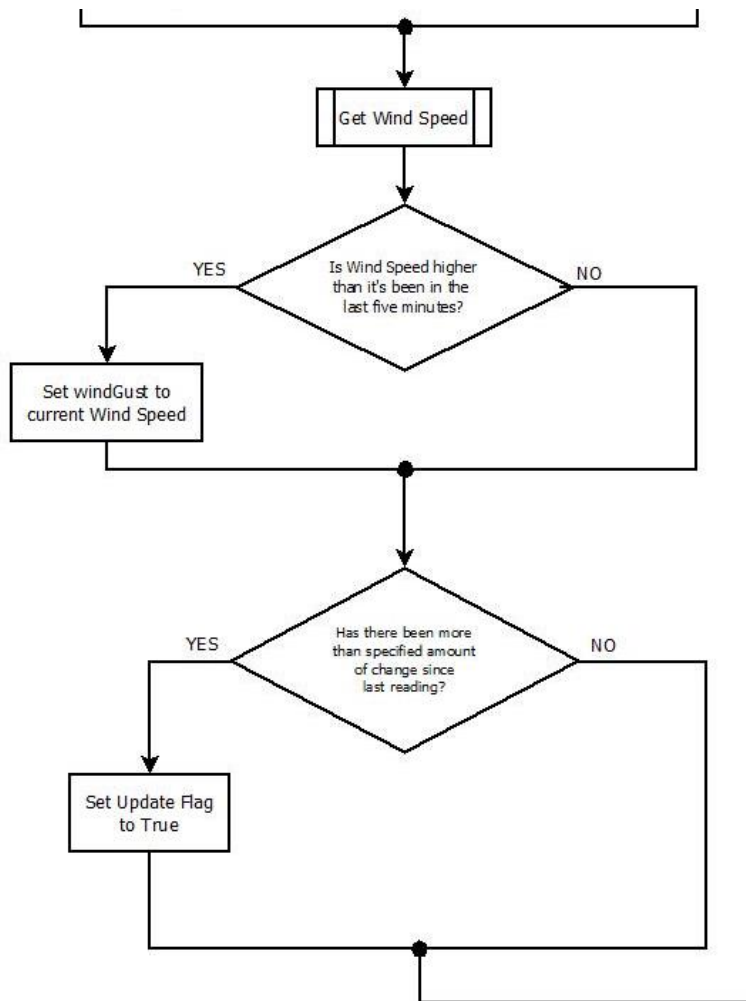 Get Wind Speed
Is Wind Speed higher
than it's been in the
last five minutes?
YES
NO
Set windGust to
current Wind Speed
Has there been more
than specified amount
of change since
last reading?
YES
NO
Set Update Flag
to True